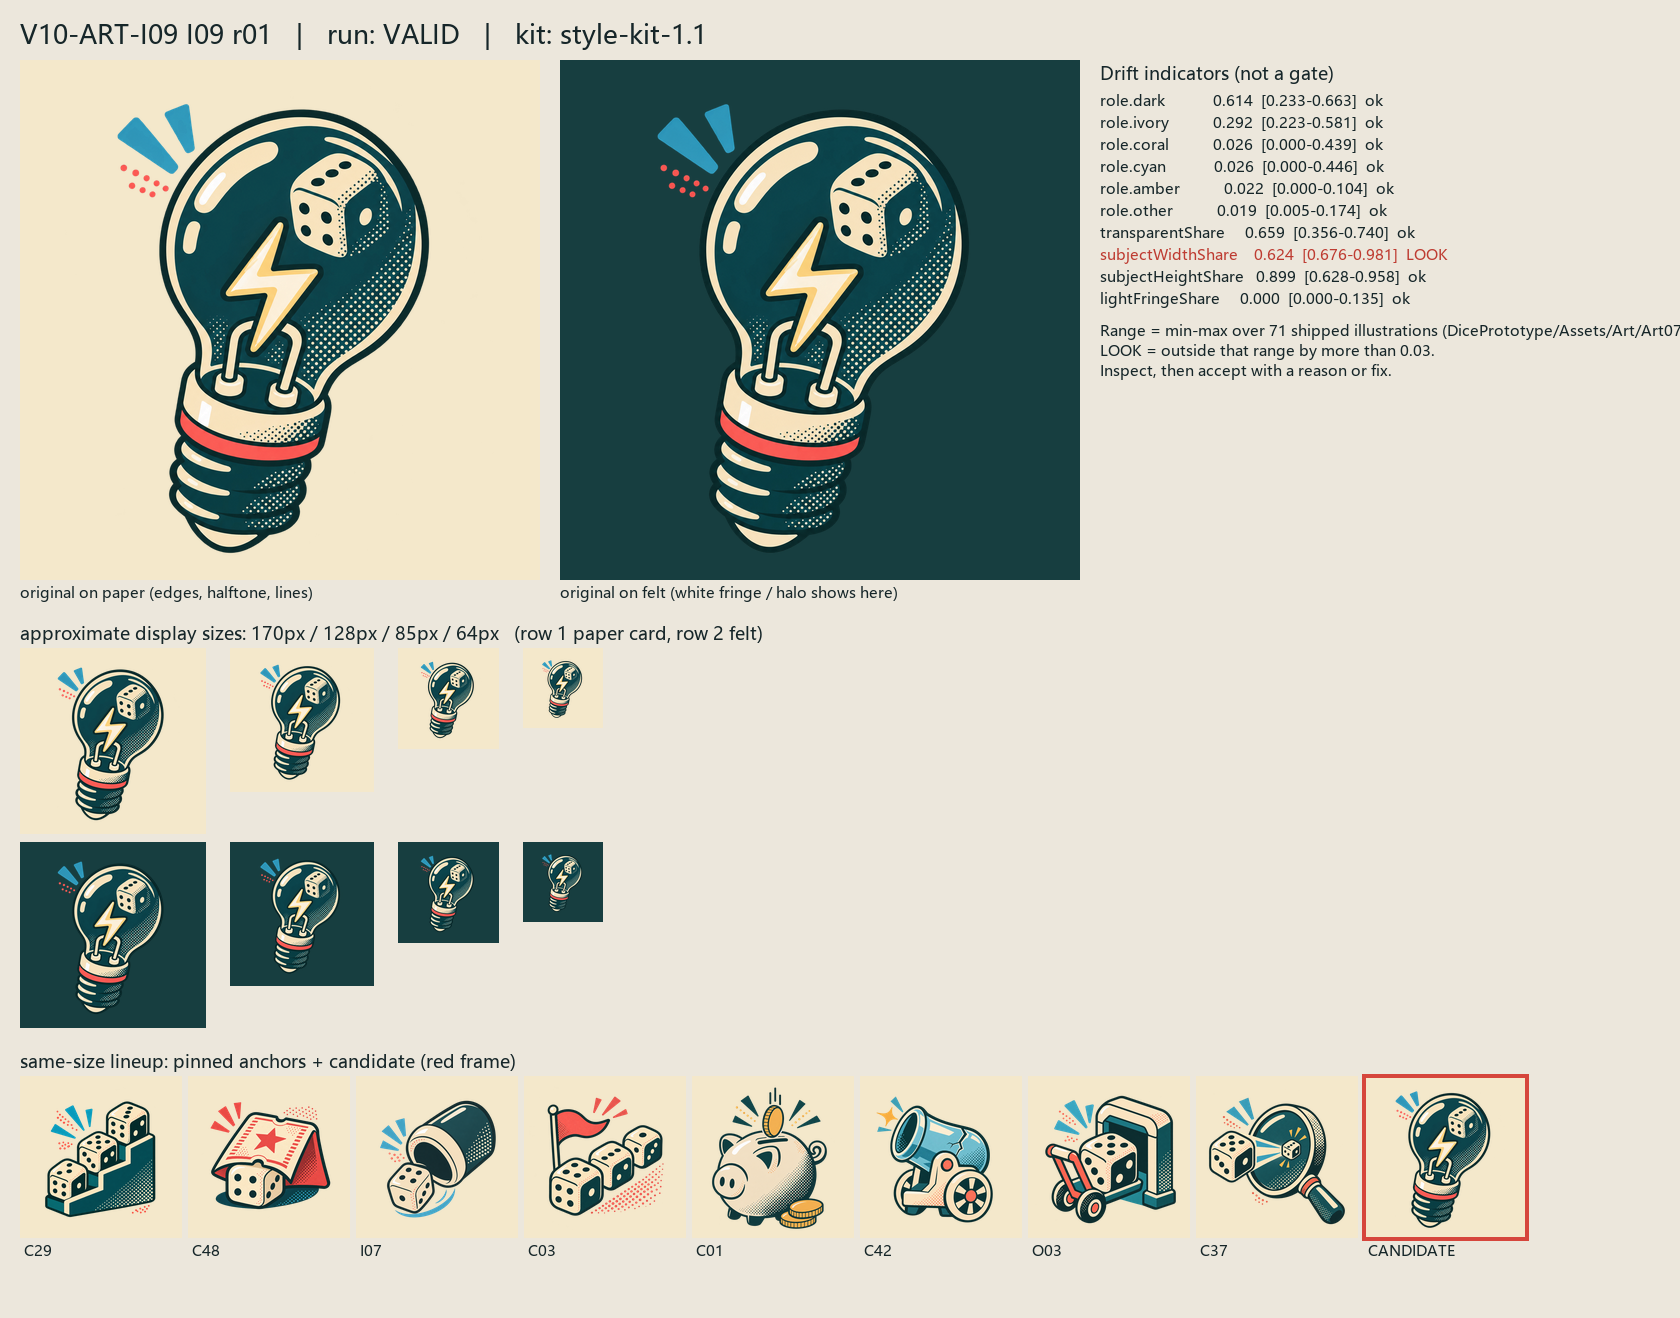 V10-ART-I09 I09 r01   |   run: VALID   |   kit: style-kit-1.1
original on paper (edges, halftone, lines)
original on felt (white fringe / halo shows here)
Drift indicators (not a gate)
role.dark 0.614 [0.233-0.663] ok
role.ivory 0.292 [0.223-0.581] ok
role.coral 0.026 [0.000-0.439] ok
role.cyan 0.026 [0.000-0.446] ok
role.amber 0.022 [0.000-0.104] ok
role.other 0.019 [0.005-0.174] ok
transparentShare 0.659 [0.356-0.740] ok
subjectWidthShare 0.624 [0.676-0.981] LOOK
subjectHeightShare 0.899 [0.628-0.958] ok
lightFringeShare 0.000 [0.000-0.135] ok
Range = min-max over 71 shipped illustrations (DicePrototype/Assets/Art/Art07
LOOK = outside that range by more than 0.03.
Inspect, then accept with a reason or fix.
approximate display sizes: 170px / 128px / 85px / 64px (row 1 paper card, row 2 felt)
same-size lineup: pinned anchors + candidate (red frame)
C29 C48 I07 C03 C01 C42 O03 C37 CANDIDATE